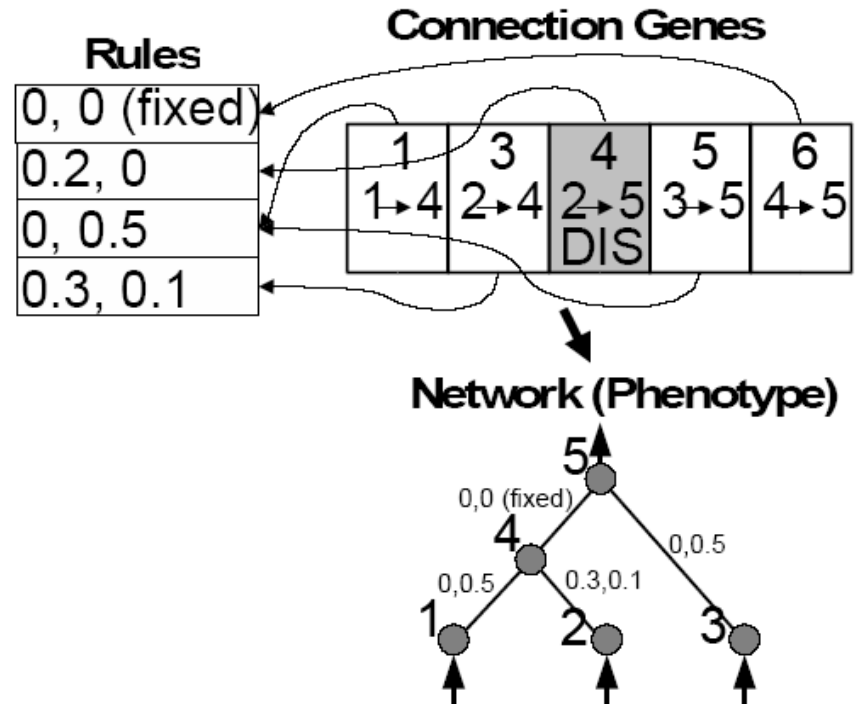 Connection Genes
Rules
0, 0 (fixed)
0.2, 0
0, 0.5
0.3, 0.1
1 3 4 5 6
1→4 2→4 2→5 3→5 4→5
DIS
Network (Phenotype)
5
0,0 (fixed)
4
0,0.5
0,0.5
0.3,0.1
1
2
3